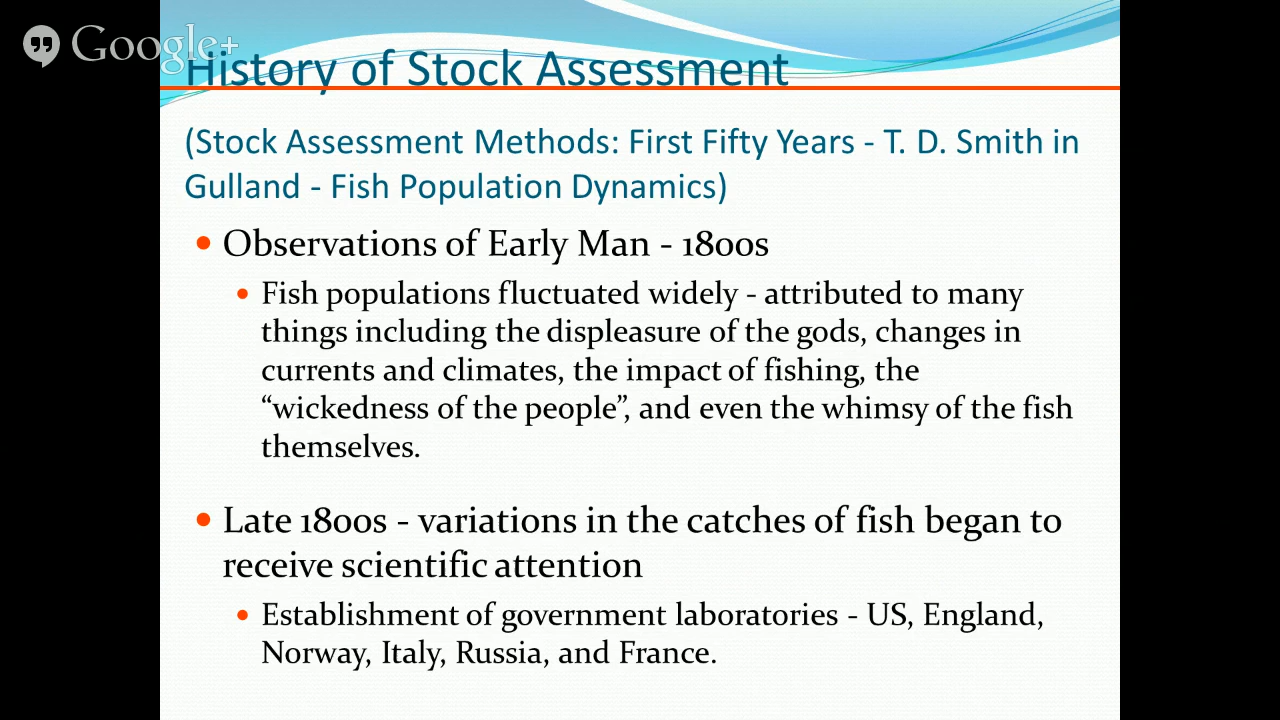 Google+
History of Stock Assessment
(Stock Assessment Methods: First Fifty Years - T. D. Smith in
Gulland - Fish Population Dynamics)
• Observations of Early Man - 1800s
• Fish populations fluctuated widely - attributed to many
things including the displeasure of the gods, changes in
currents and climates, the impact of fishing, the
“wickedness of the people”, and even the whimsy of the fish
themselves.
• Late 1800s - variations in the catches of fish began to
receive scientific attention
• Establishment of government laboratories - US, England,
Norway, Italy, Russia, and France.